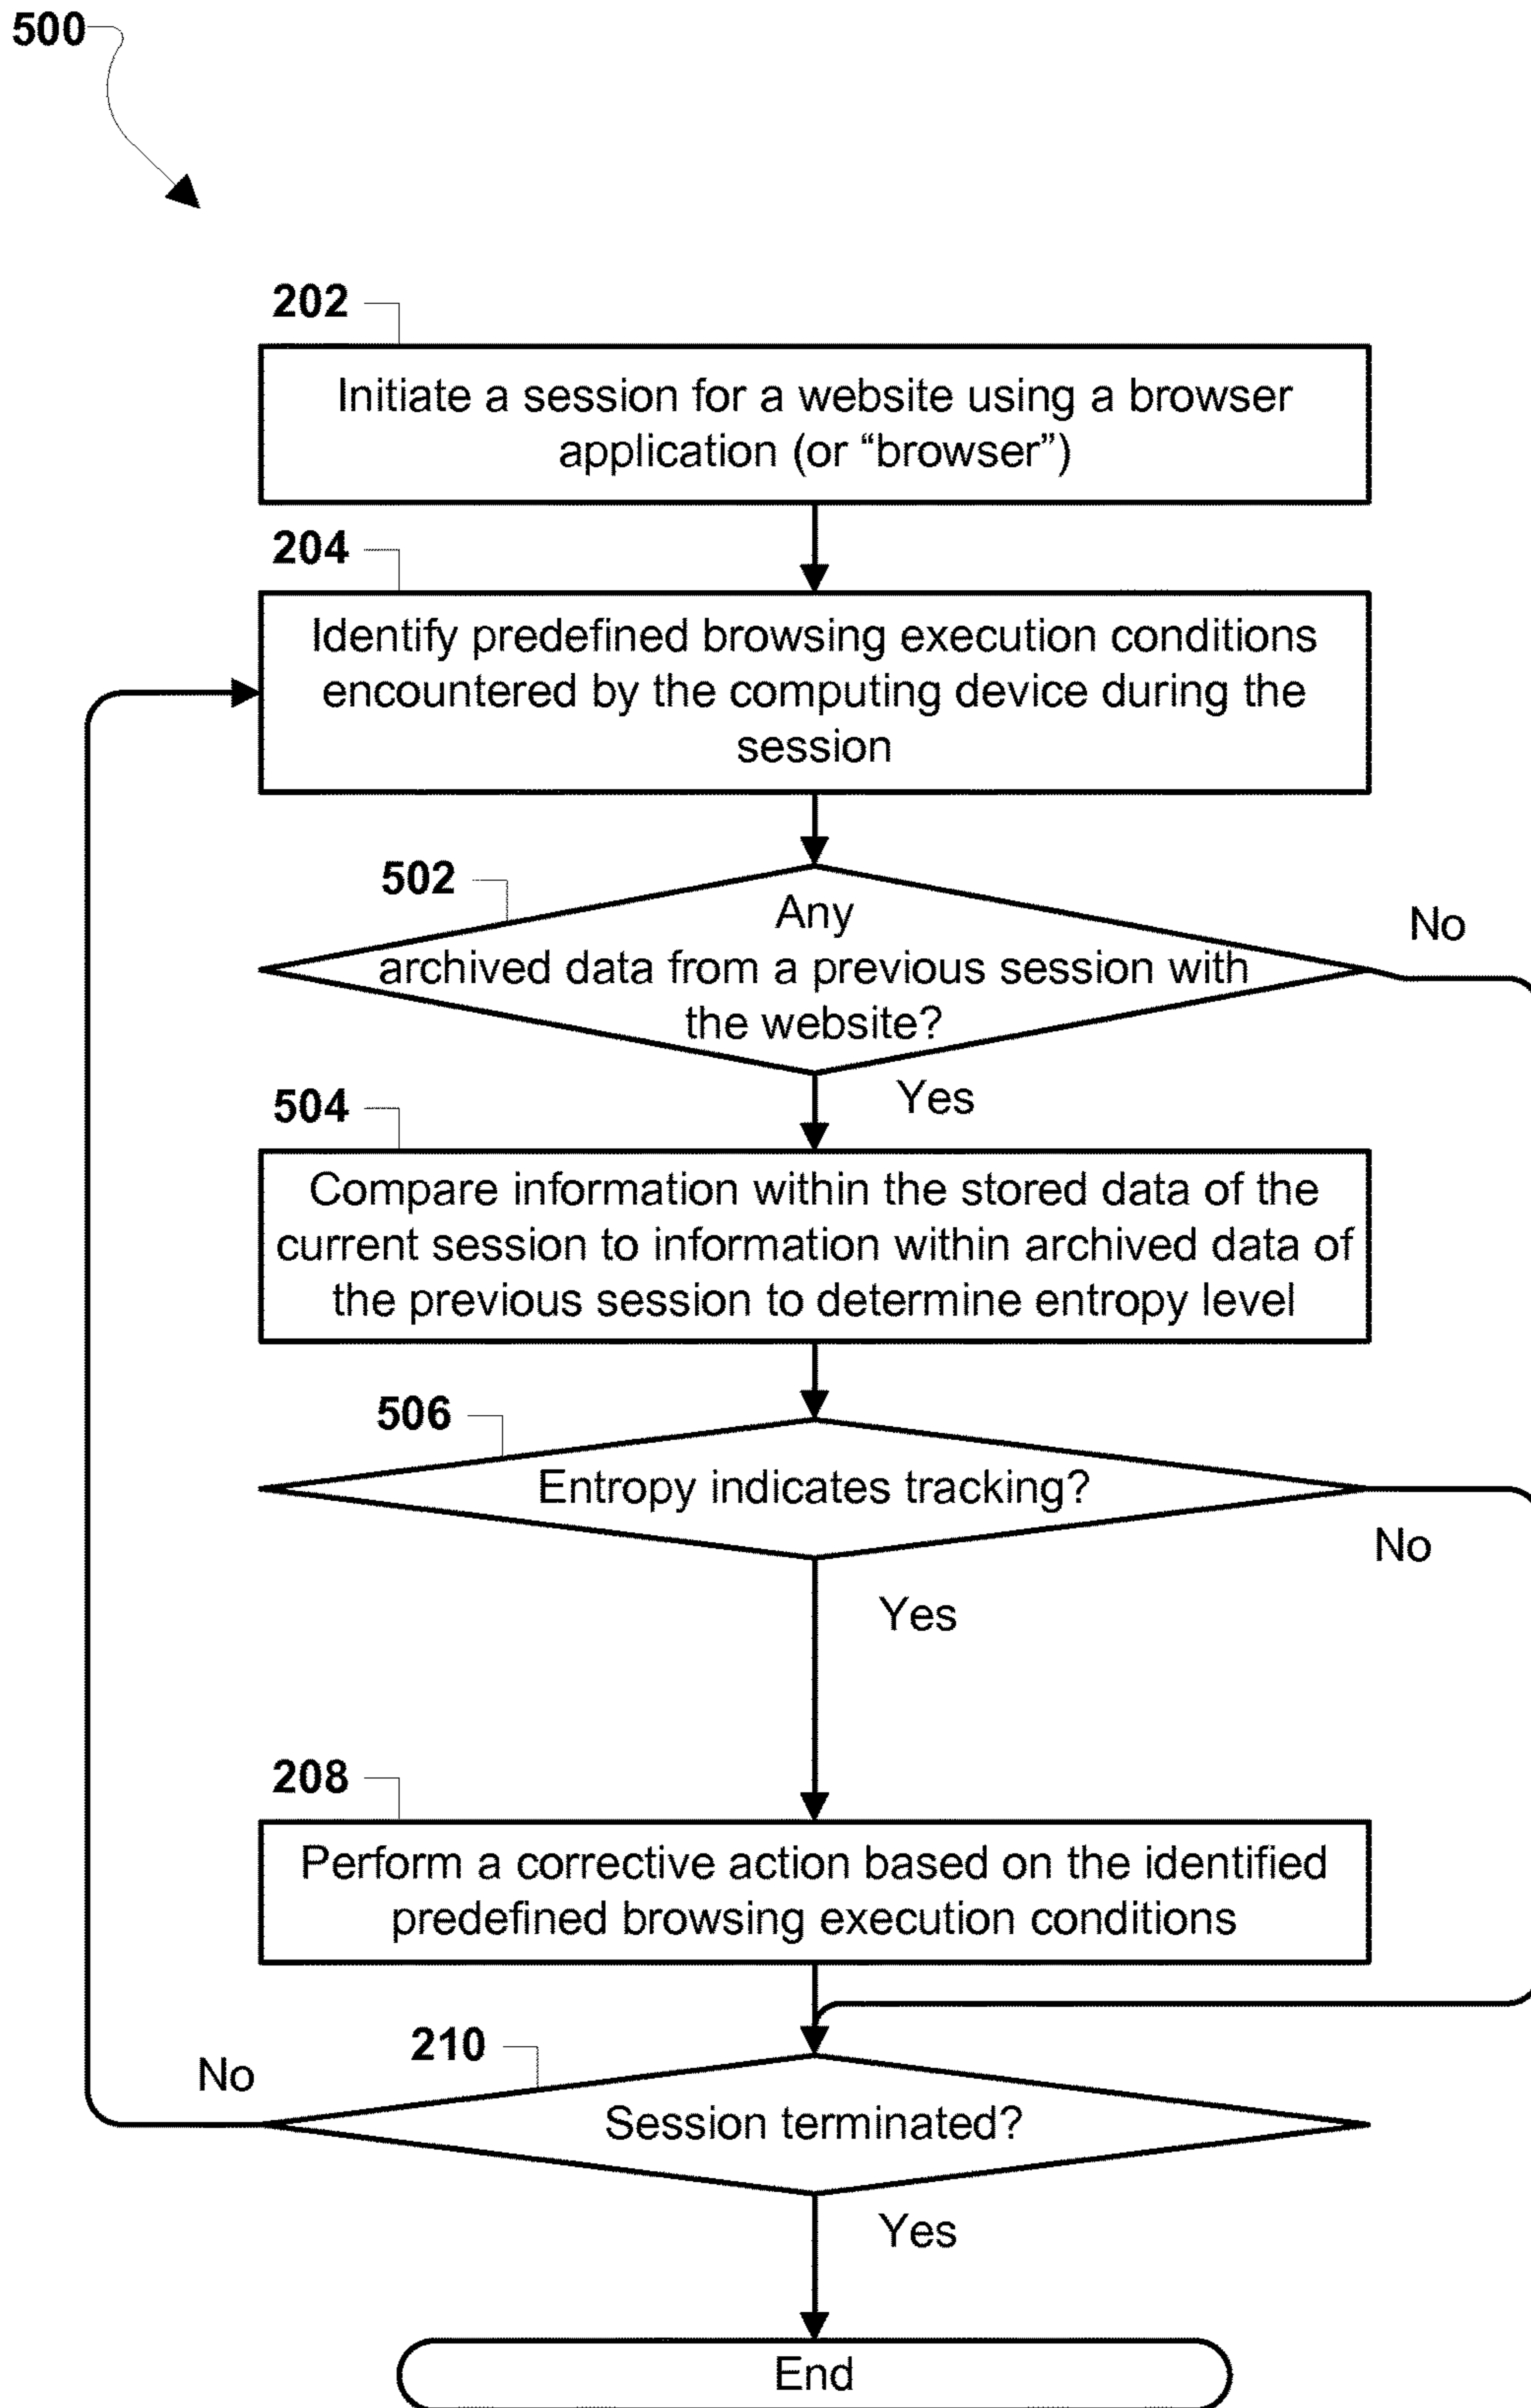 500
202
Initiate a session for a website using a browser
application (or “browser”)
204
Identify predefined browsing execution conditions
encountered by the computing device during the
session
502
Any
archived data from a previous session with
the website?
No
Yes
504
Compare information within the stored data of the
current session to information within archived data of
the previous session to determine entropy level
506
Entropy indicates tracking?
No
Yes
208
Perform a corrective action based on the identified
predefined browsing execution conditions
210
No
Session terminated?
Yes
End